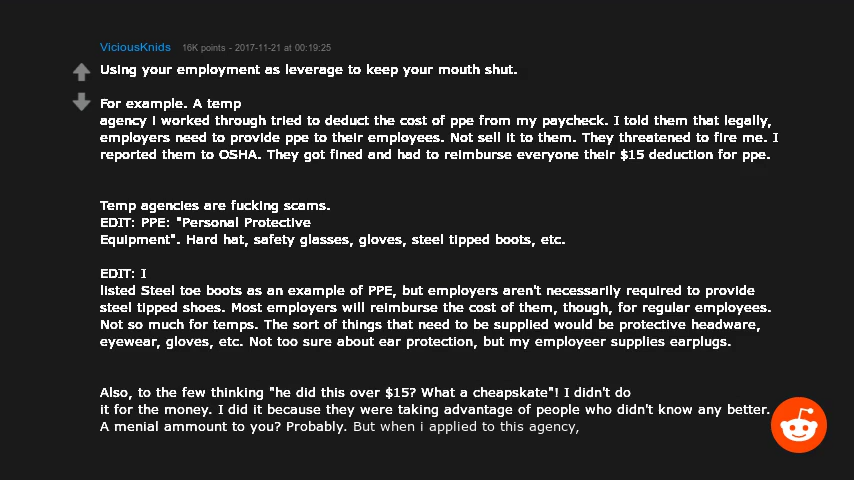 ViciousKnids 16K points - 2017-11-21 at 00:19:25
Using your employment as leverage to keep your mouth shut.
For example. A temp
agency I worked through tried to deduct the cost of ppe from my paycheck. I told them that legally,
employers need to provide ppe to their employees. Not sell it to them. They threatened to fire me. I
reported them to OSHA. They got fined and had to reimburse everyone their $15 deduction for ppe.
Temp agencies are fucking scams.
EDIT: PPE: "Personal Protective
Equipment". Hard hat, safety glasses, gloves, steel tipped boots, etc.
EDIT: I
listed Steel toe boots as an example of PPE, but employers aren't necessarily required to provide
steel tipped shoes. Most employers will reimburse the cost of them, though, for regular employees.
Not so much for temps. The sort of things that need to be supplied would be protective headware,
eyewear, gloves, etc. Not too sure about ear protection, but my employeer supplies earplugs.
Also, to the few thinking "he did this over $15? What a cheapskate"! I didn't do
it for the money. I did it because they were taking advantage of people who didn't know any better.
A menial ammount to you? Probably. But when i applied to this agency,